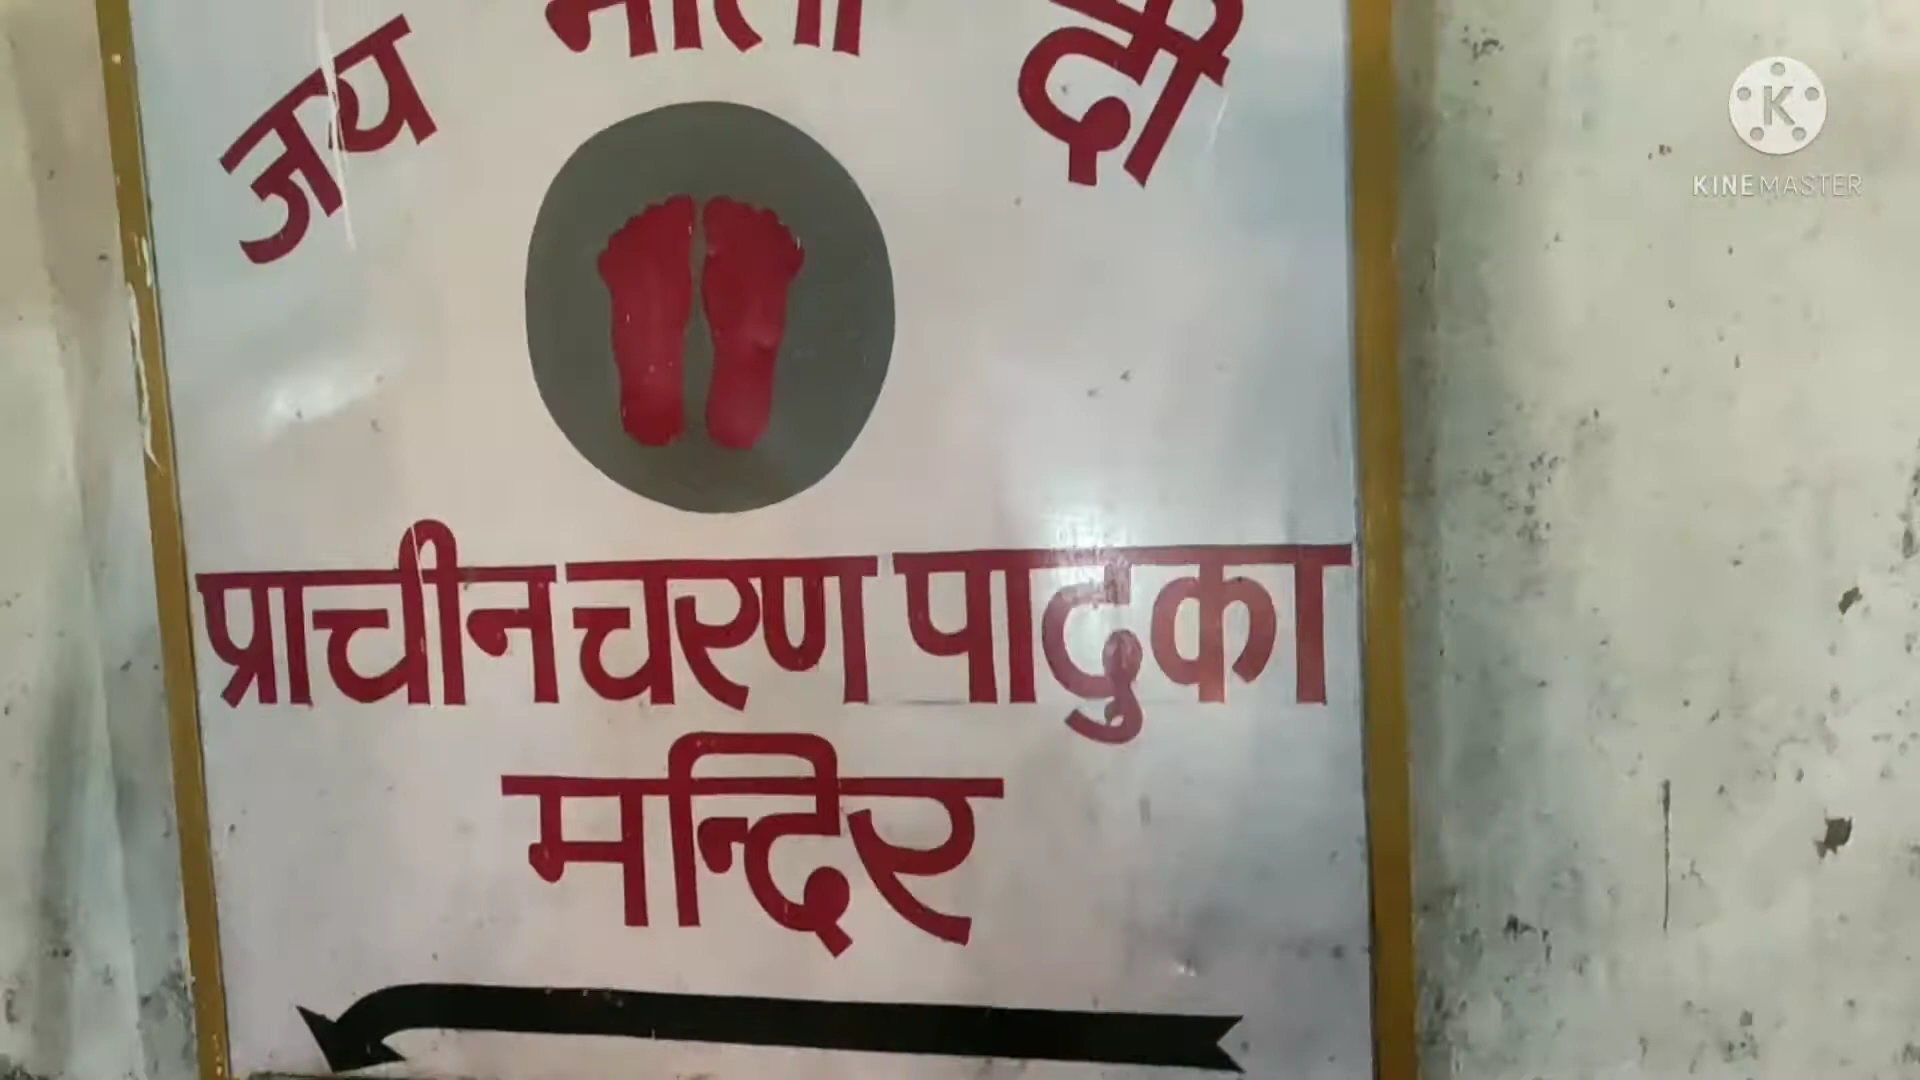 जय माता दी
प्राचीन चरण पादुका
मन्दिर
KINEMASTER